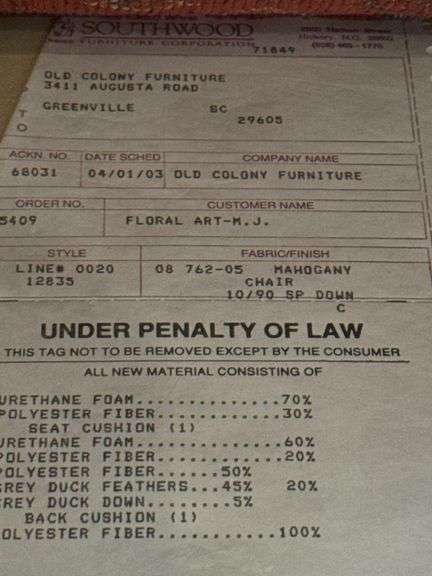 SOUTHWOOD
FURNITURE CORPORATION
71849
OLD COLONY FURNITURE
3411 AUGUSTA ROAD
GREENVILLE SC
29605
T
O
ACKN. NO. DATE SCHED COMPANY NAME
68031 04/01/03 OLD COLONY FURNITURE
ORDER NO. CUSTOMER NAME
5409 FLORAL ART-M.J.
STYLE FABRIC/FINISH
LINE# 0020 08 762-05 MAHOGANY
12835 CHAIR
10/90 SP DOWN
C
UNDER PENALTY OF LAW
THIS TAG NOT TO BE REMOVED EXCEPT BY THE CONSUMER
ALL NEW MATERIAL CONSISTING OF
URETHANE FOAM..............70%
POLYESTER FIBER............30%
SEAT CUSHION (1)
URETHANE FOAM..............60%
POLYESTER FIBER............20%
POLYESTER FIBER......50%
GREY DUCK FEATHERS...45% 20%
GREY DUCK DOWN........5%
BACK CUSHION (1)
POLYESTER FIBER............100%